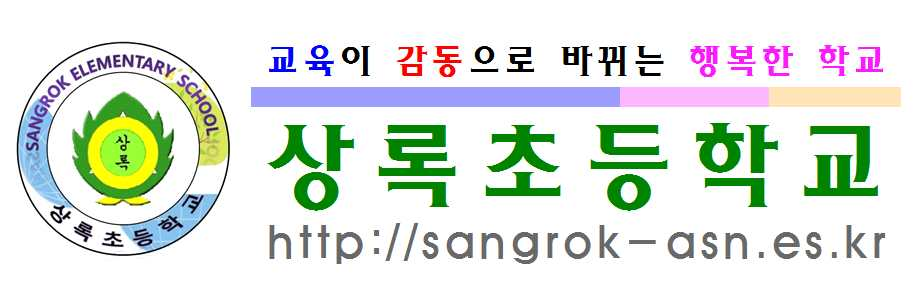 SANGROK ELEMENTARY SCHOOL
상록
상록초등학교
교육이 감동으로 바뀌는 행복한 학교
상록초등학교
http://sangrok-asn.es.kr